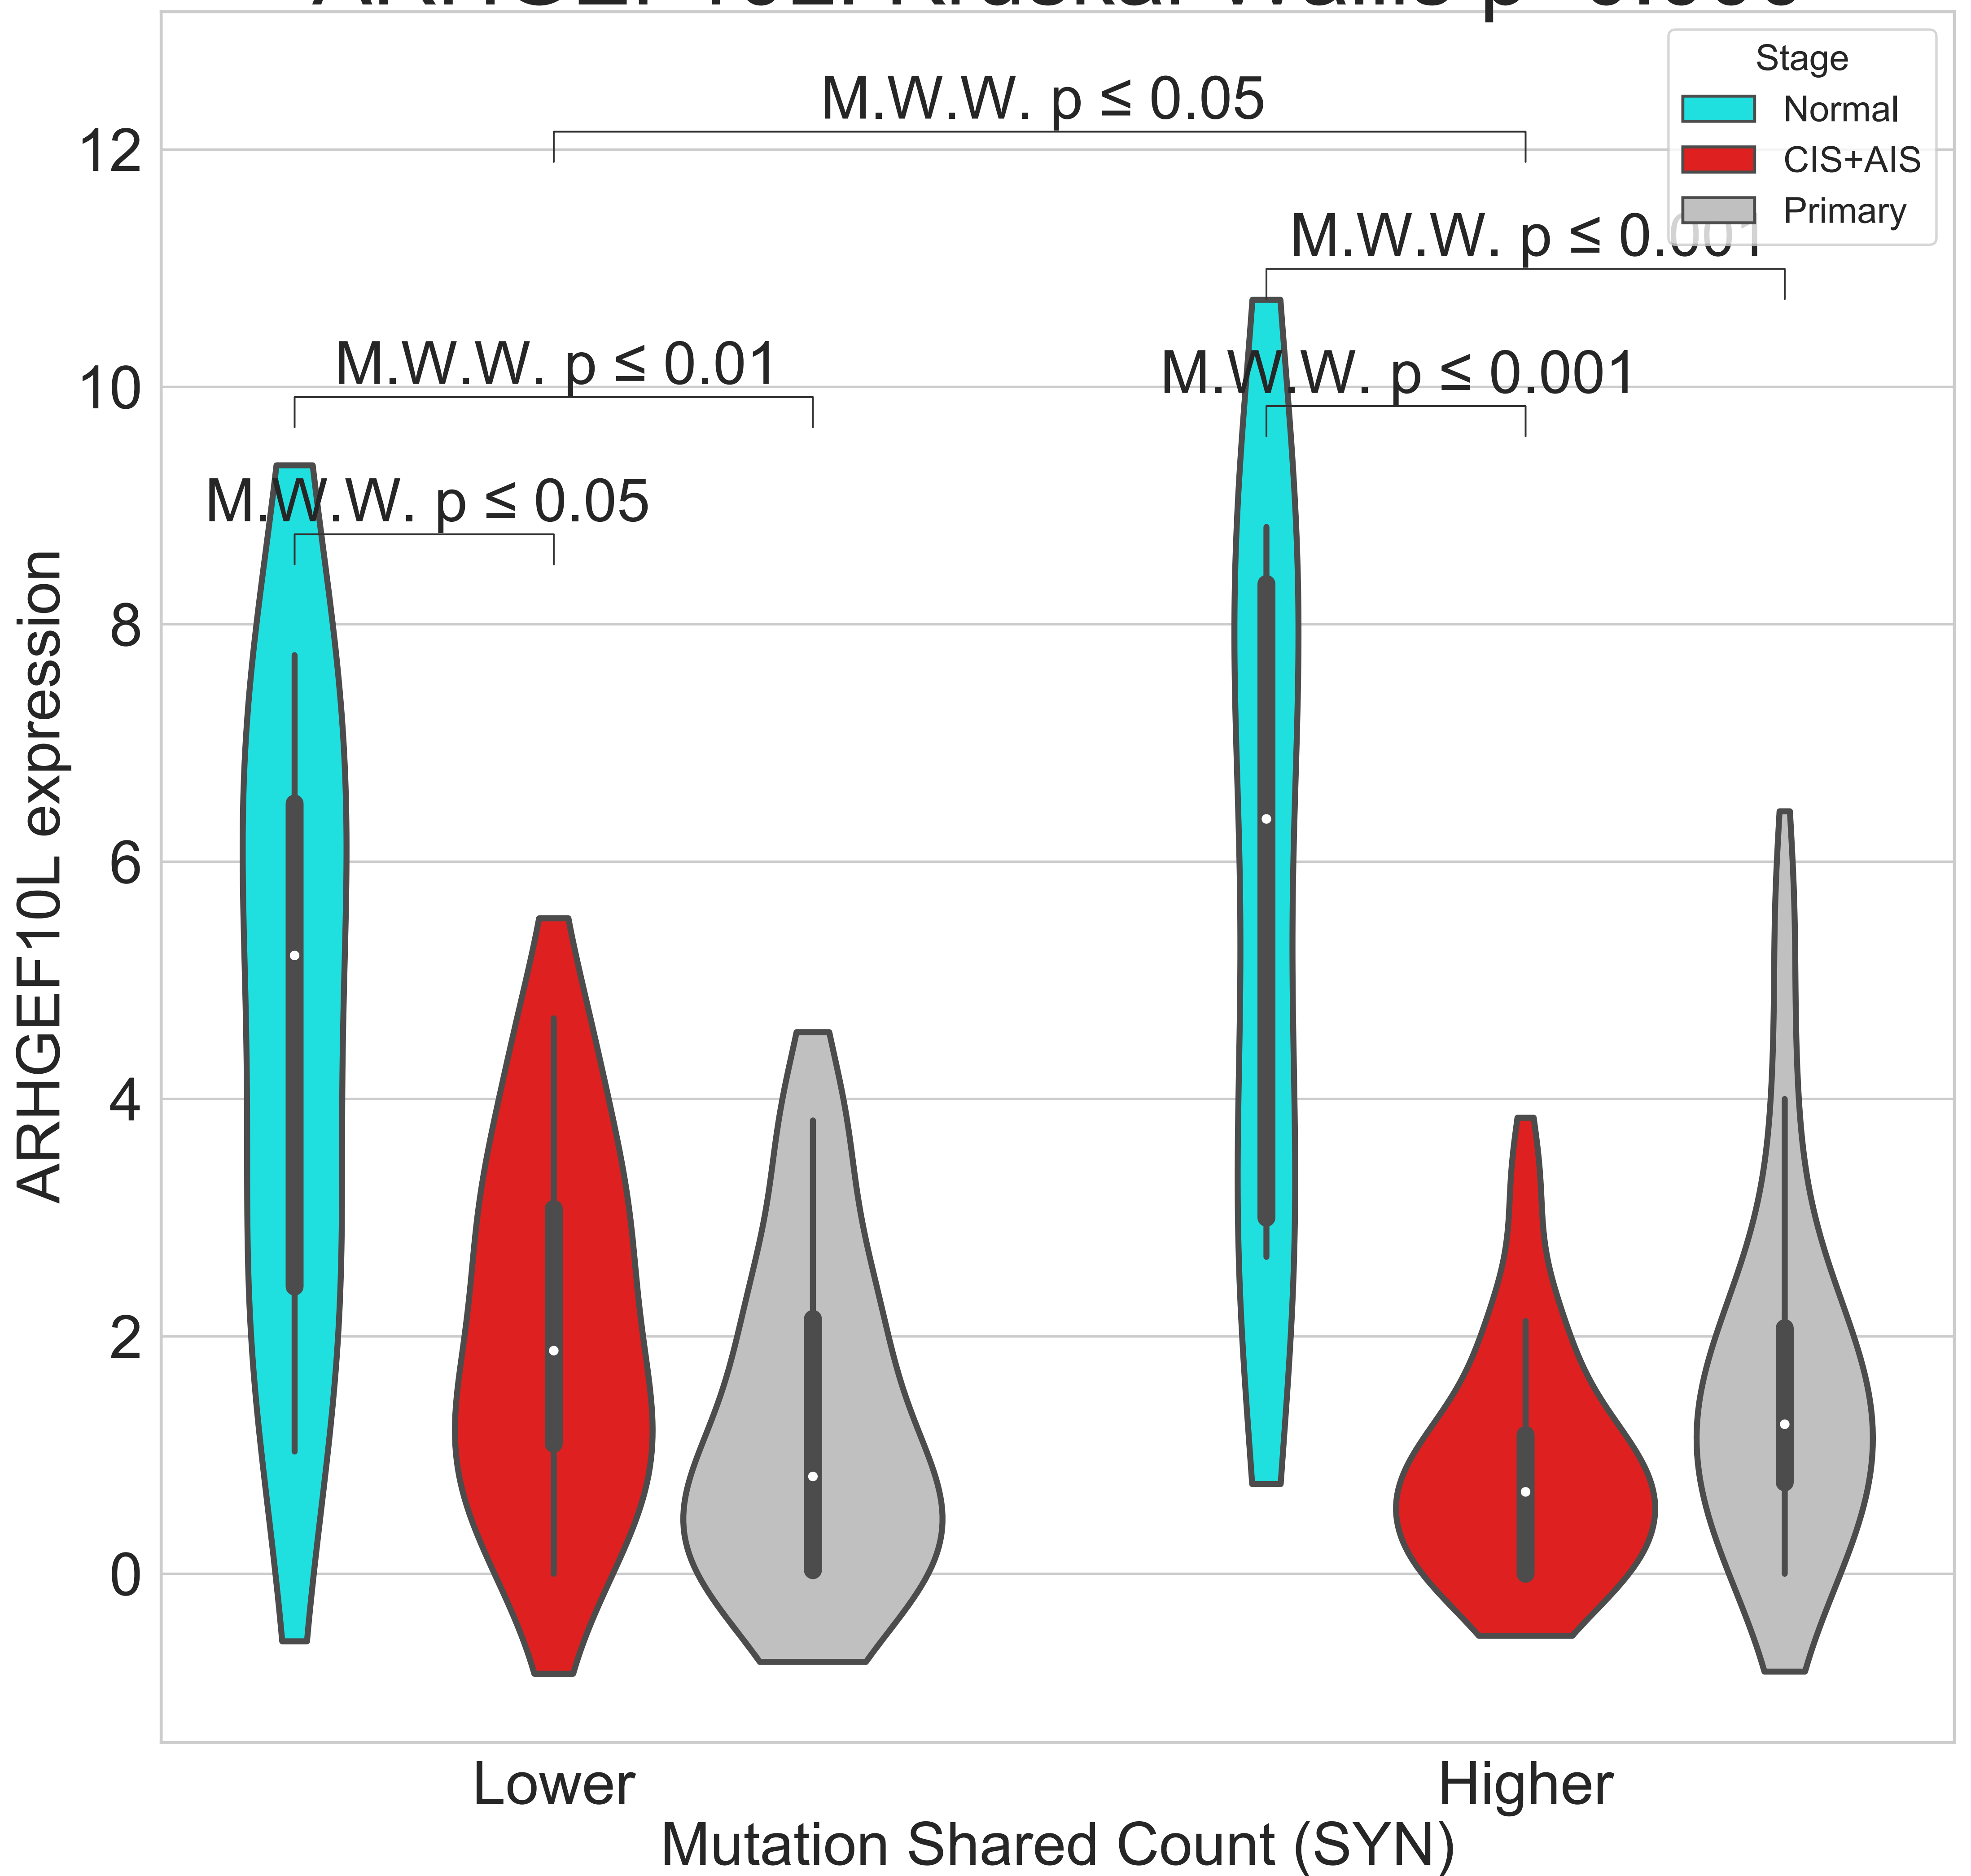 Stage
Normal
CIS+AIS
Primary
M.W.W. p ≤ 0.05
M.W.W. p ≤ 0.001
M.W.W. p ≤ 0.01
M.W.W. p ≤ 0.001
M.W.W. p ≤ 0.05
12
10
8
6
4
2
0
ARHGEF10L expression
Lower
Higher
Mutation Shared Count (SYN)